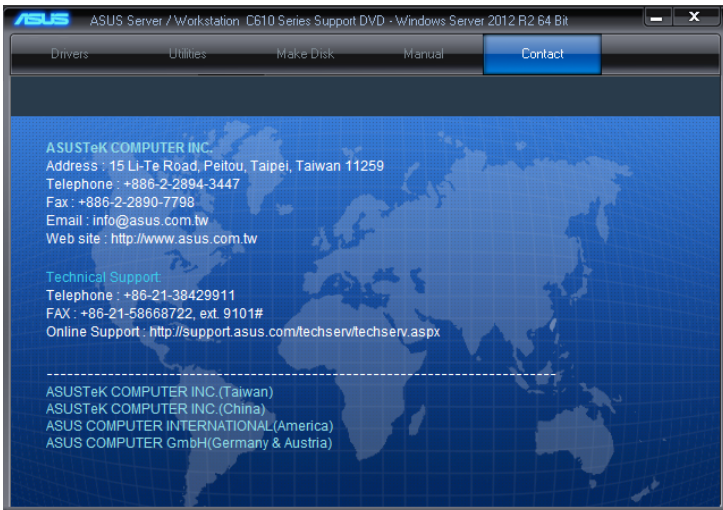 ASUS ASUS Server / Workstation C610 Series Support DVD - Windows Server 2012 R2 64 Bit
Drivers Utilities Make Disk Manual Contact
ASUSTeK COMPUTER INC.
Address : 15 Li-Te Road, Peitou, Taipei, Taiwan 11259
Telephone : +886-2-2894-3447
Fax : +886-2-2890-7798
Email : info@asus.com.tw
Web site : http://www.asus.com.tw
Technical Support:
Telephone : +86-21-38429911
FAX : +86-21-58668722, ext. 9101#
Online Support : http://support.asus.com/techserv/techserv.aspx
ASUSTeK COMPUTER INC.(Taiwan)
ASUSTeK COMPUTER INC.(China)
ASUS COMPUTER INTERNATIONAL(America)
ASUS COMPUTER GmbH(Germany & Austria)